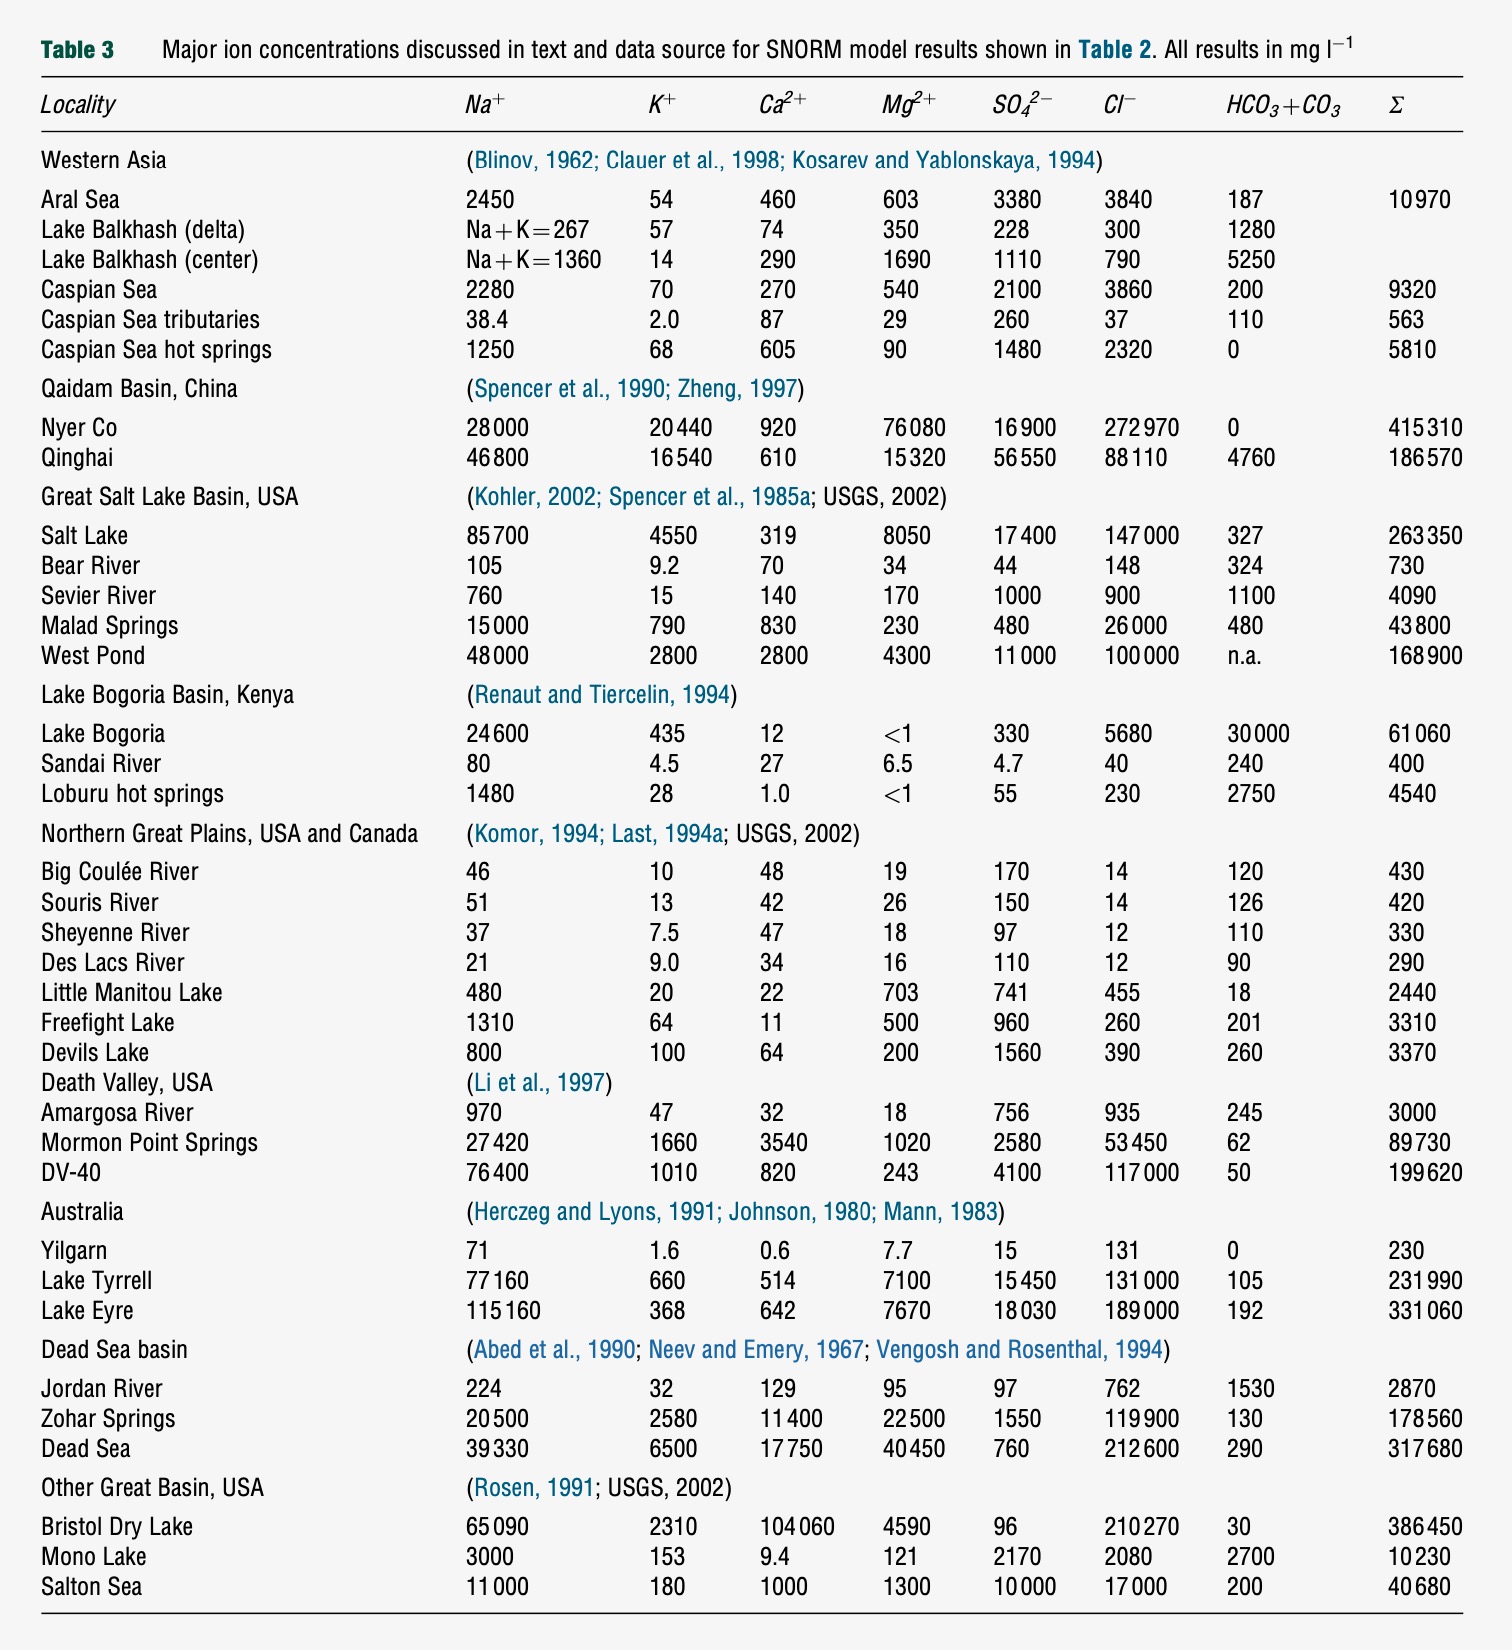 Table 3 Major ion concentrations discussed in text and data source for SNORM model results shown in Table 2. All results in mg l−1
Locality Na+ K+ Ca2+ Mg2+ SO42− Cl− HCO3+CO3 Σ
Western Asia (Blinov, 1962; Clauer et al., 1998; Kosarev and Yablonskaya, 1994)
Aral Sea 2450 54 460 603 3380 3840 187 10970
Lake Balkhash (delta) Na+K=267 57 74 350 228 300 1280
Lake Balkhash (center) Na+K=1360 14 290 1690 1110 790 5250
Caspian Sea 2280 70 270 540 2100 3860 200 9320
Caspian Sea tributaries 38.4 2.0 87 29 260 37 110 563
Caspian Sea hot springs 1250 68 605 90 1480 2320 0 5810
Qaidam Basin, China (Spencer et al., 1990; Zheng, 1997)
Nyer Co 28000 20440 920 76080 16900 272970 0 415310
Qinghai 46800 16540 610 15320 56550 88110 4760 186570
Great Salt Lake Basin, USA (Kohler, 2002; Spencer et al., 1985a; USGS, 2002)
Salt Lake 85700 4550 319 8050 17400 147000 327 263350
Bear River 105 9.2 70 34 44 148 324 730
Sevier River 760 15 140 170 1000 900 1100 4090
Malad Springs 15000 790 830 230 480 26000 480 43800
West Pond 48000 2800 2800 4300 11000 100000 n.a. 168900
Lake Bogoria Basin, Kenya (Renaut and Tiercelin, 1994)
Lake Bogoria 24600 435 12 <1 330 5680 30000 61060
Sandai River 80 4.5 27 6.5 4.7 40 240 400
Loburu hot springs 1480 28 1.0 <1 55 230 2750 4540
Northern Great Plains, USA and Canada (Komor, 1994; Last, 1994a; USGS, 2002)
Big Coulée River 46 10 48 19 170 14 120 430
Souris River 51 13 42 26 150 14 126 420
Sheyenne River 37 7.5 47 18 97 12 110 330
Des Lacs River 21 9.0 34 16 110 12 90 290
Little Manitou Lake 480 20 22 703 741 455 18 2440
Freefight Lake 1310 64 11 500 960 260 201 3310
Devils Lake 800 100 64 200 1560 390 260 3370
Death Valley, USA (Li et al., 1997)
Amargosa River 970 47 32 18 756 935 245 3000
Mormon Point Springs 27420 1660 3540 1020 2580 53450 62 89730
DV-40 76400 1010 820 243 4100 117000 50 199620
Australia (Herczeg and Lyons, 1991; Johnson, 1980; Mann, 1983)
Yilgarn 71 1.6 0.6 7.7 15 131 0 230
Lake Tyrrell 77160 660 514 7100 15450 131000 105 231990
Lake Eyre 115160 368 642 7670 18030 189000 192 331060
Dead Sea basin (Abed et al., 1990; Neev and Emery, 1967; Vengosh and Rosenthal, 1994)
Jordan River 224 32 129 95 97 762 1530 2870
Zohar Springs 20500 2580 11400 22500 1550 119900 130 178560
Dead Sea 39330 6500 17750 40450 760 212600 290 317680
Other Great Basin, USA (Rosen, 1991; USGS, 2002)
Bristol Dry Lake 65090 2310 104060 4590 96 210270 30 386450
Mono Lake 3000 153 9.4 121 2170 2080 2700 10230
Salton Sea 11000 180 1000 1300 10000 17000 200 40680